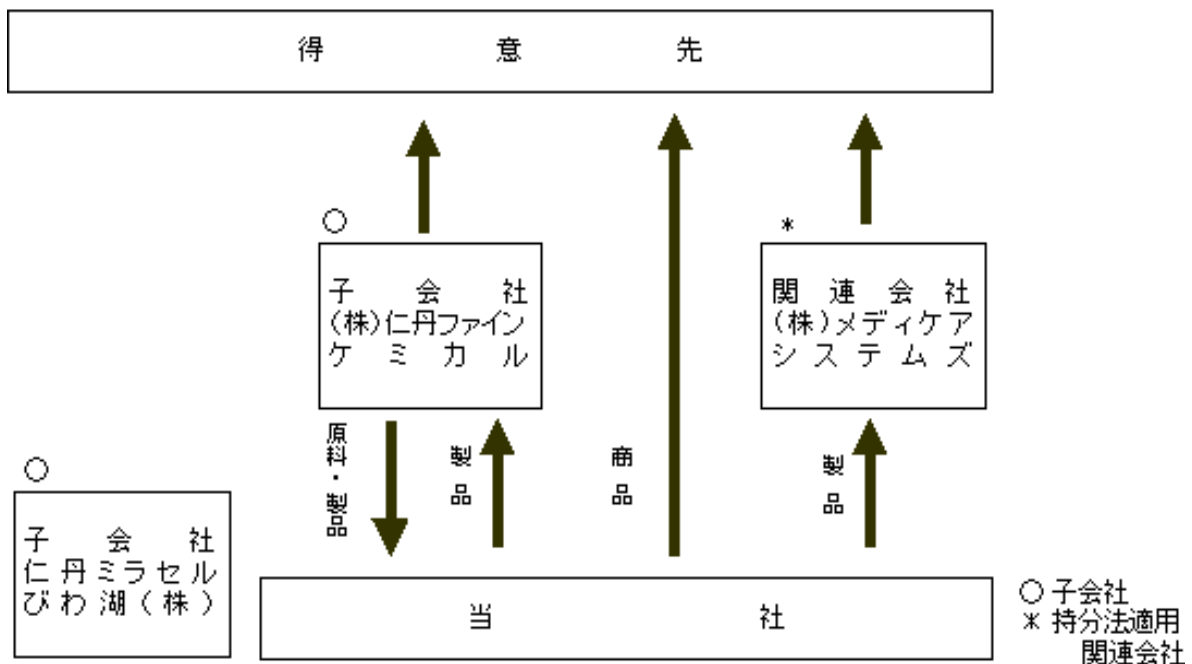 得意先
○
*
子会社
(株)仁丹ファイン
ケミカル
関連会社
(株)メディケア
システムズ
原料・製品
製品
商品
製品
○
子会社
仁丹ミラセル
びわ湖(株)
当社
○子会社
*持分法適用
関連会社